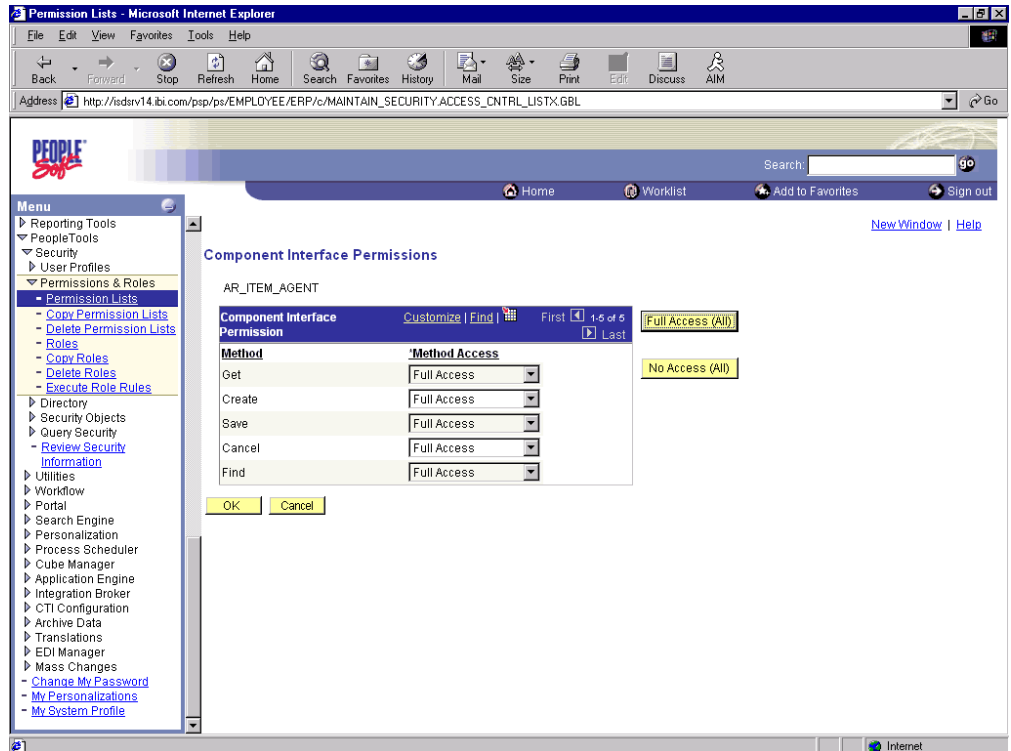 Permission Lists - Microsoft Internet Explorer
File Edit View Favorites Tools Help
Back Forward Stop Refresh Home Search Favorites History Mail Size Print Edit Discuss AIM
Address http://isdsrv14.ibi.com/psp/ps/EMPLOYEE/ERP/c/MAINTAIN_SECURITY.ACCESS_CNTRL_LISTX.GBL Go
PEOPLE Soft
Search: go
Home Worklist Add to Favorites Sign out
Menu
Reporting Tools
PeopleTools
Security
User Profiles
Permissions & Roles
- Permission Lists
- Copy Permission Lists
- Delete Permission Lists
- Roles
- Copy Roles
- Delete Roles
- Execute Role Rules
Directory
Security Objects
Query Security
- Review Security
Information
Utilities
Workflow
Portal
Search Engine
Personalization
Process Scheduler
Cube Manager
Application Engine
Integration Broker
CTI Configuration
Archive Data
Translations
EDI Manager
Mass Changes
- Change My Password
- My Personalizations
- My System Profile
New Window | Help
Component Interface Permissions
AR_ITEM_AGENT
Component Interface
Permission
Customize | Find | First 1-5 of 5
Last
Method *Method Access
Get Full Access
Create Full Access
Save Full Access
Cancel Full Access
Find Full Access
Full Access (All)
No Access (All)
OK Cancel
Internet